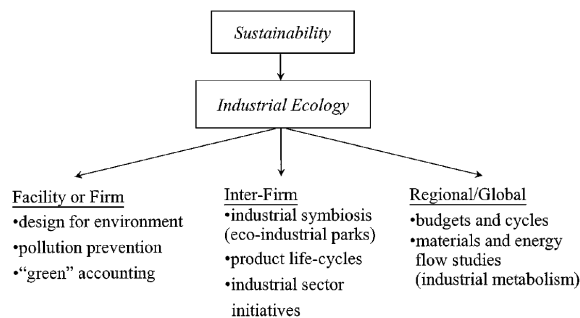 Sustainability
Industrial Ecology
Facility or Firm
•design for environment
•pollution prevention
•“green” accounting
Inter-Firm
•industrial symbiosis
(eco-industrial parks)
•product life-cycles
•industrial sector
initiatives
Regional/Global
•budgets and cycles
•materials and energy
flow studies
(industrial metabolism)